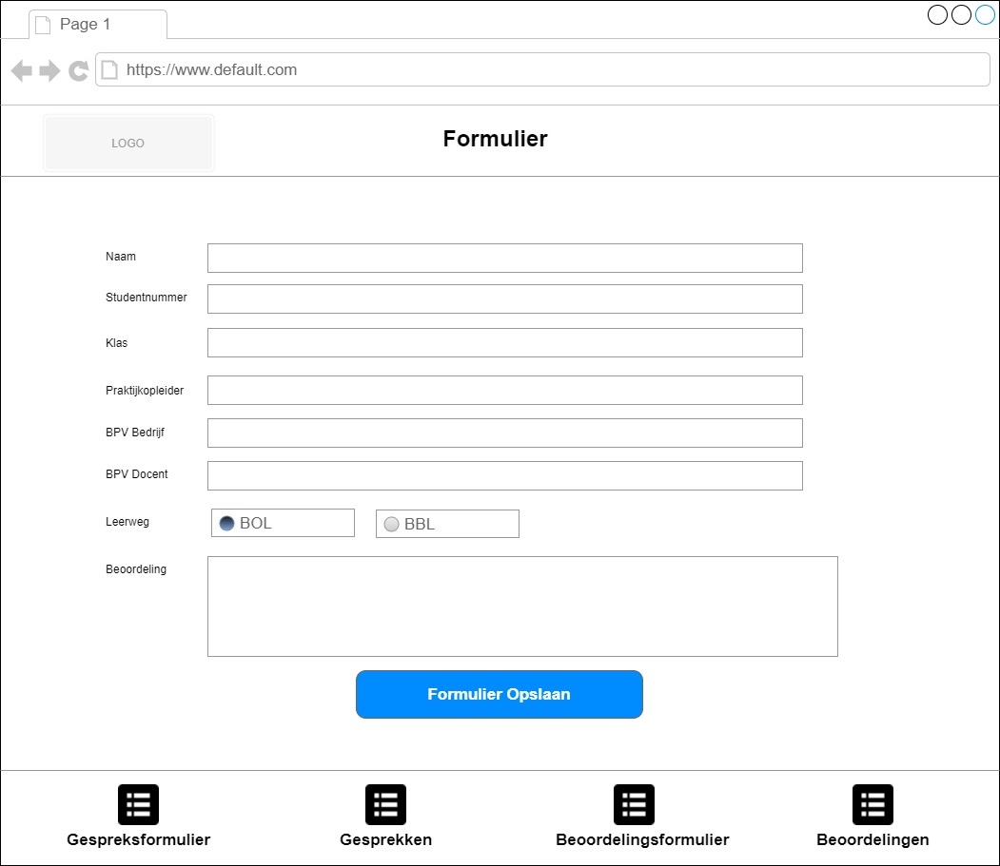 Page 1
https://www.default.com
LOGO
Formulier
Naam
Studentnummer
Klas
Praktijkopleider
BPV Bedrijf
BPV Docent
Leerweg
BOL
BBL
Beoordeling
Formulier Opslaan
Gespreksformulier
Gesprekken
Beoordelingsformulier
Beoordelingen